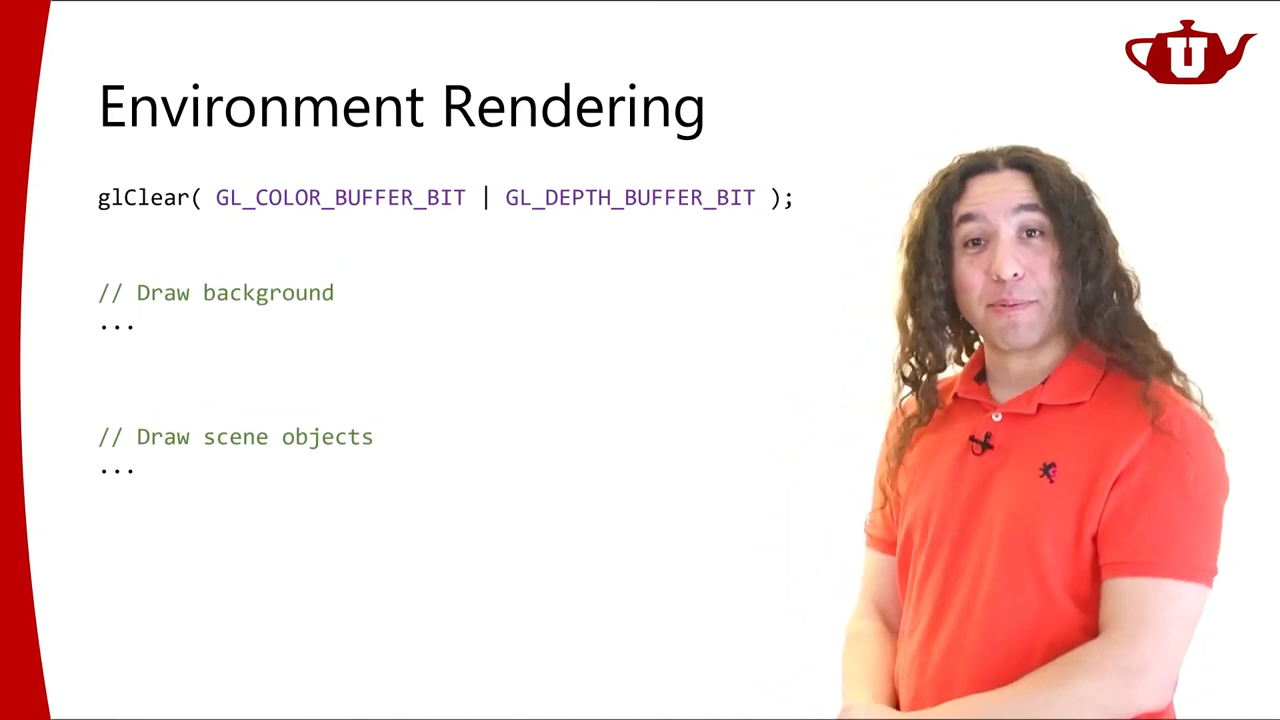 U
Environment Rendering
glClear( GL_COLOR_BUFFER_BIT | GL_DEPTH_BUFFER_BIT );
// Draw background
...
// Draw scene objects
...